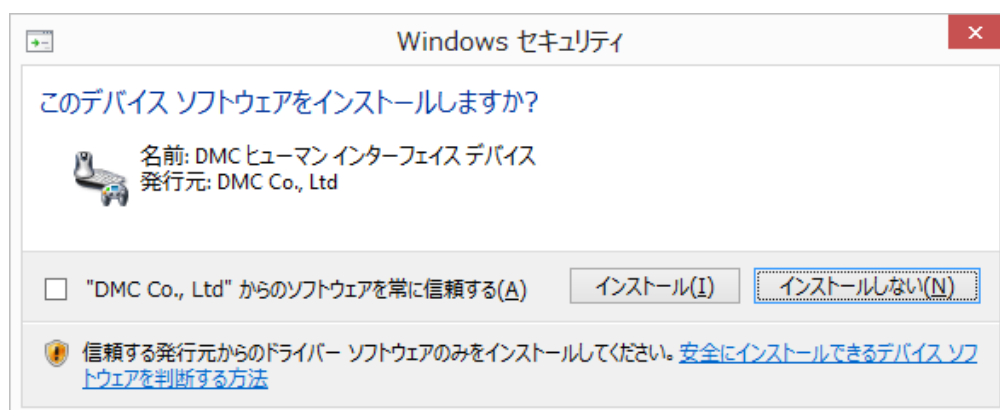 Windows セキュリティ
このデバイス ソフトウェアをインストールしますか?
名前: DMC ヒューマン インターフェイス デバイス
発行元: DMC Co., Ltd
"DMC Co., Ltd" からのソフトウェアを常に信頼する(A) インストール(I) インストールしない(N)
信頼する発行元からのドライバー ソフトウェアのみをインストールしてください。安全にインストールできるデバイス ソフ
トウェアを判断する方法